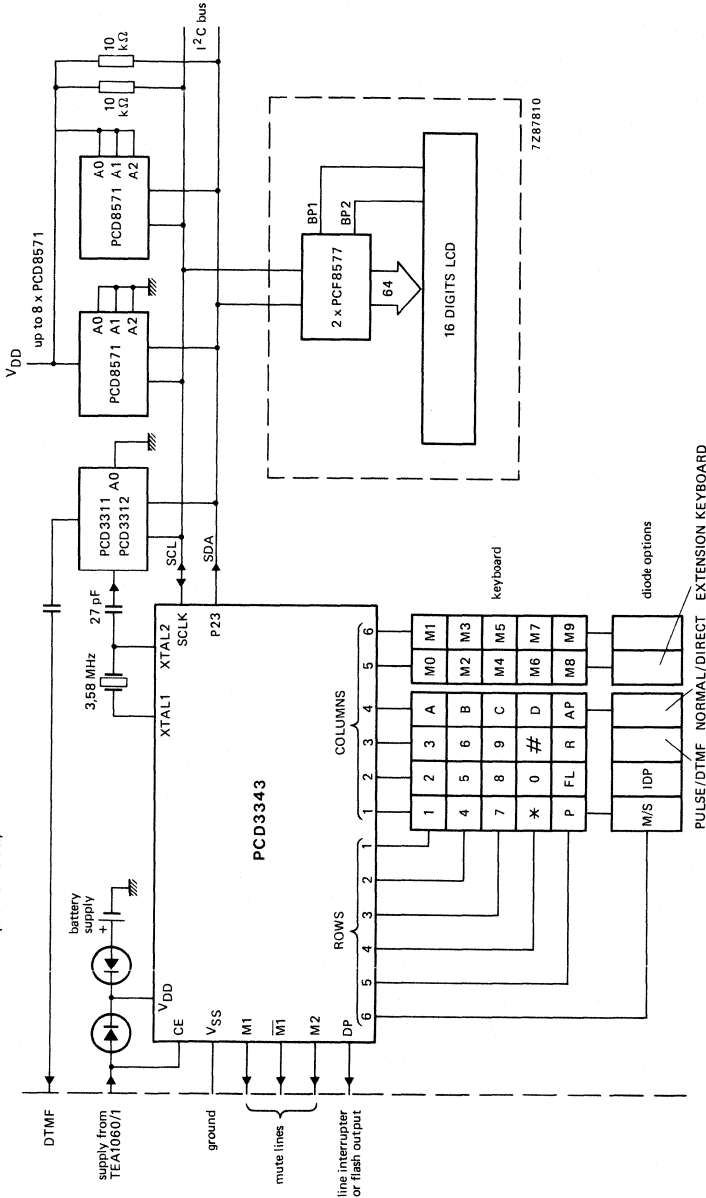 I²C bus
10 kΩ
10 kΩ
VDD
up to 8 x PCD8571
PCD8571
A0
A1
A2
PCD8571
A0
A1
A2
PCD3311
PCD3312
A0
27 pF
3,58 MHz
XTAL1
XTAL2
SCLK
SCL
P23
SDA
2 x PCF8577
BP1
BP2
64
16 DIGITS LCD
7Z87810
DTMF
supply from
TEA1060/1
battery
supply
+
VDD
CE
VSS
ground
M1
M1
M2
mute lines
DP
line interrupter
or flash output
PCD3343
ROWS
6 5 4 3 2 1
COLUMNS
1 2 3 4 5 6
keyboard
1 2 3 A M0 M1
4 5 6 B M2 M3
7 8 9 C M4 M5
* 0 # D M6 M7
P FL R AP M8 M9
M/S IDP
diode options
PULSE/DTMF NORMAL/DIRECT EXTENSION KEYBOARD